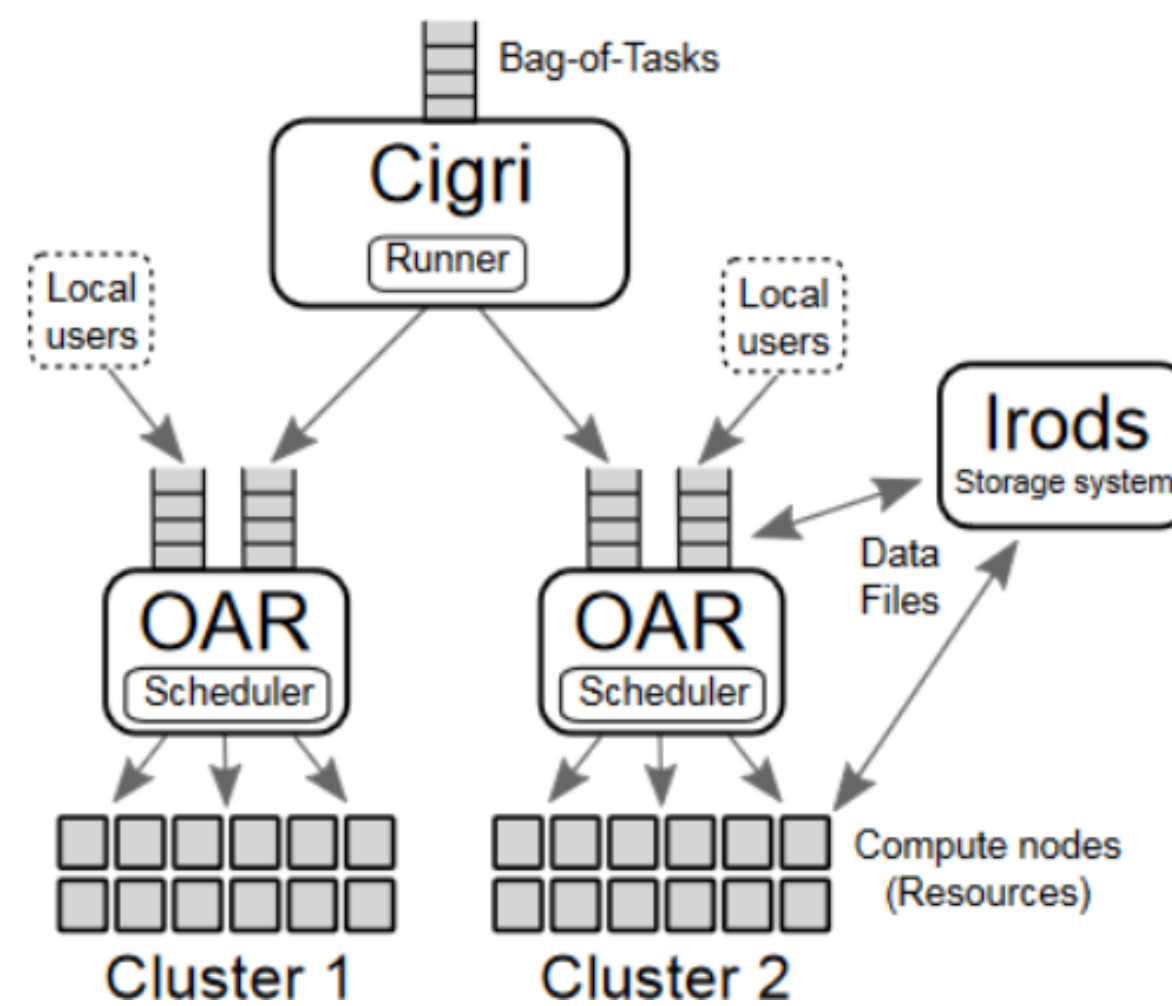 Bag-of-Tasks
Cigri
Runner
Local
users
Local
users
Irods
Storage system
Data
Files
OAR
Scheduler
OAR
Scheduler
Compute nodes
(Resources)
Cluster 1
Cluster 2